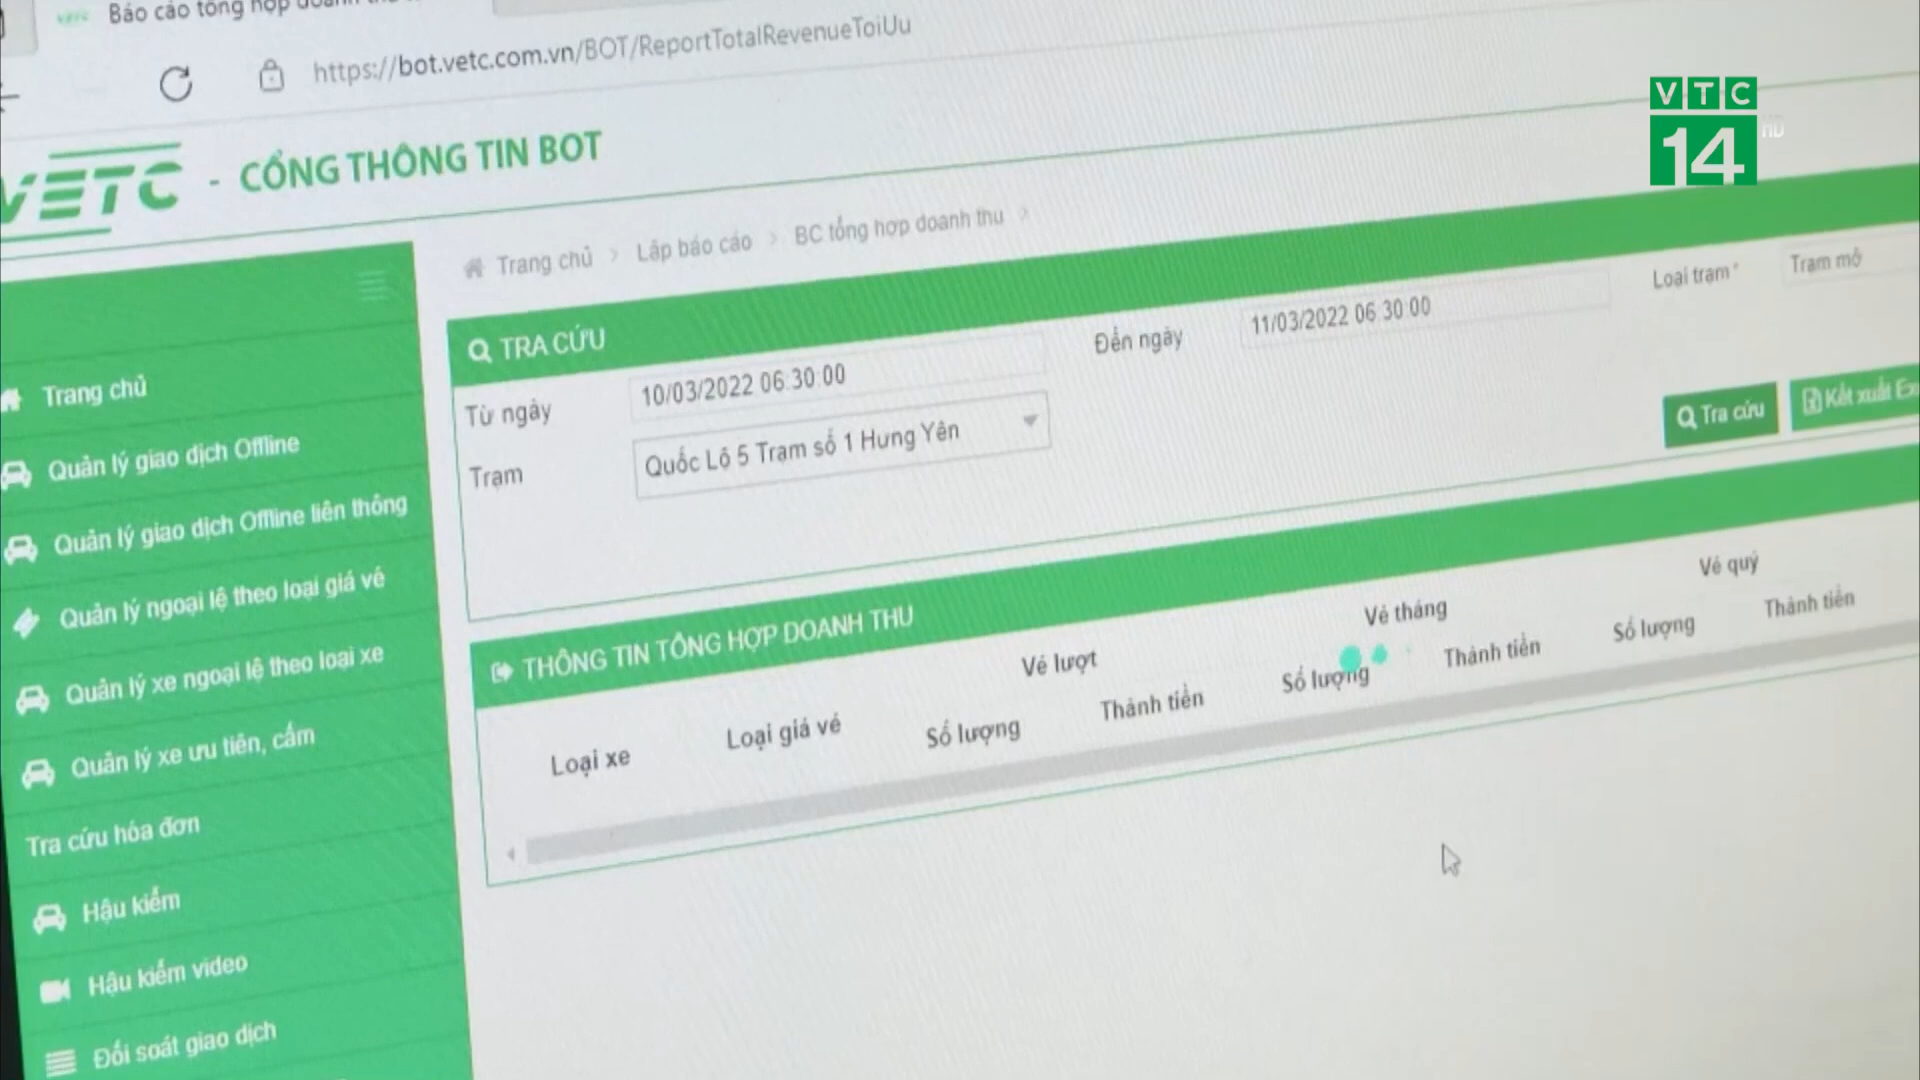 VETC Báo cáo tổng hợp
https://bot.vetc.com.vn/BOT/ReportTotalRevenueToiUu
VTC
14 HD
VETC - CỔNG THÔNG TIN BOT
Trang chủ > Lập báo cáo > BC tổng hợp doanh thu >
TRA CỨU
Từ ngày 10/03/2022 06:30:00 Đến ngày 11/03/2022 06:30:00 Loại trạm* Trạm mở
Trạm Quốc Lộ 5 Trạm số 1 Hưng Yên
Tra cứu Kết xuất
THÔNG TIN TỔNG HỢP DOANH THU
Vé lượt Vé tháng Vé quý
Loại xe Loại giá vé Số lượng Thành tiền Số lượng Thành tiền Số lượng Thành tiền
Trang chủ
Quản lý giao dịch Offline
Quản lý giao dịch Offline liên thông
Quản lý ngoại lệ theo loại giá vé
Quản lý xe ngoại lệ theo loại xe
Quản lý xe ưu tiên, cấm
Tra cứu hóa đơn
Hậu kiểm
Hậu kiểm video
Đối soát giao dịch